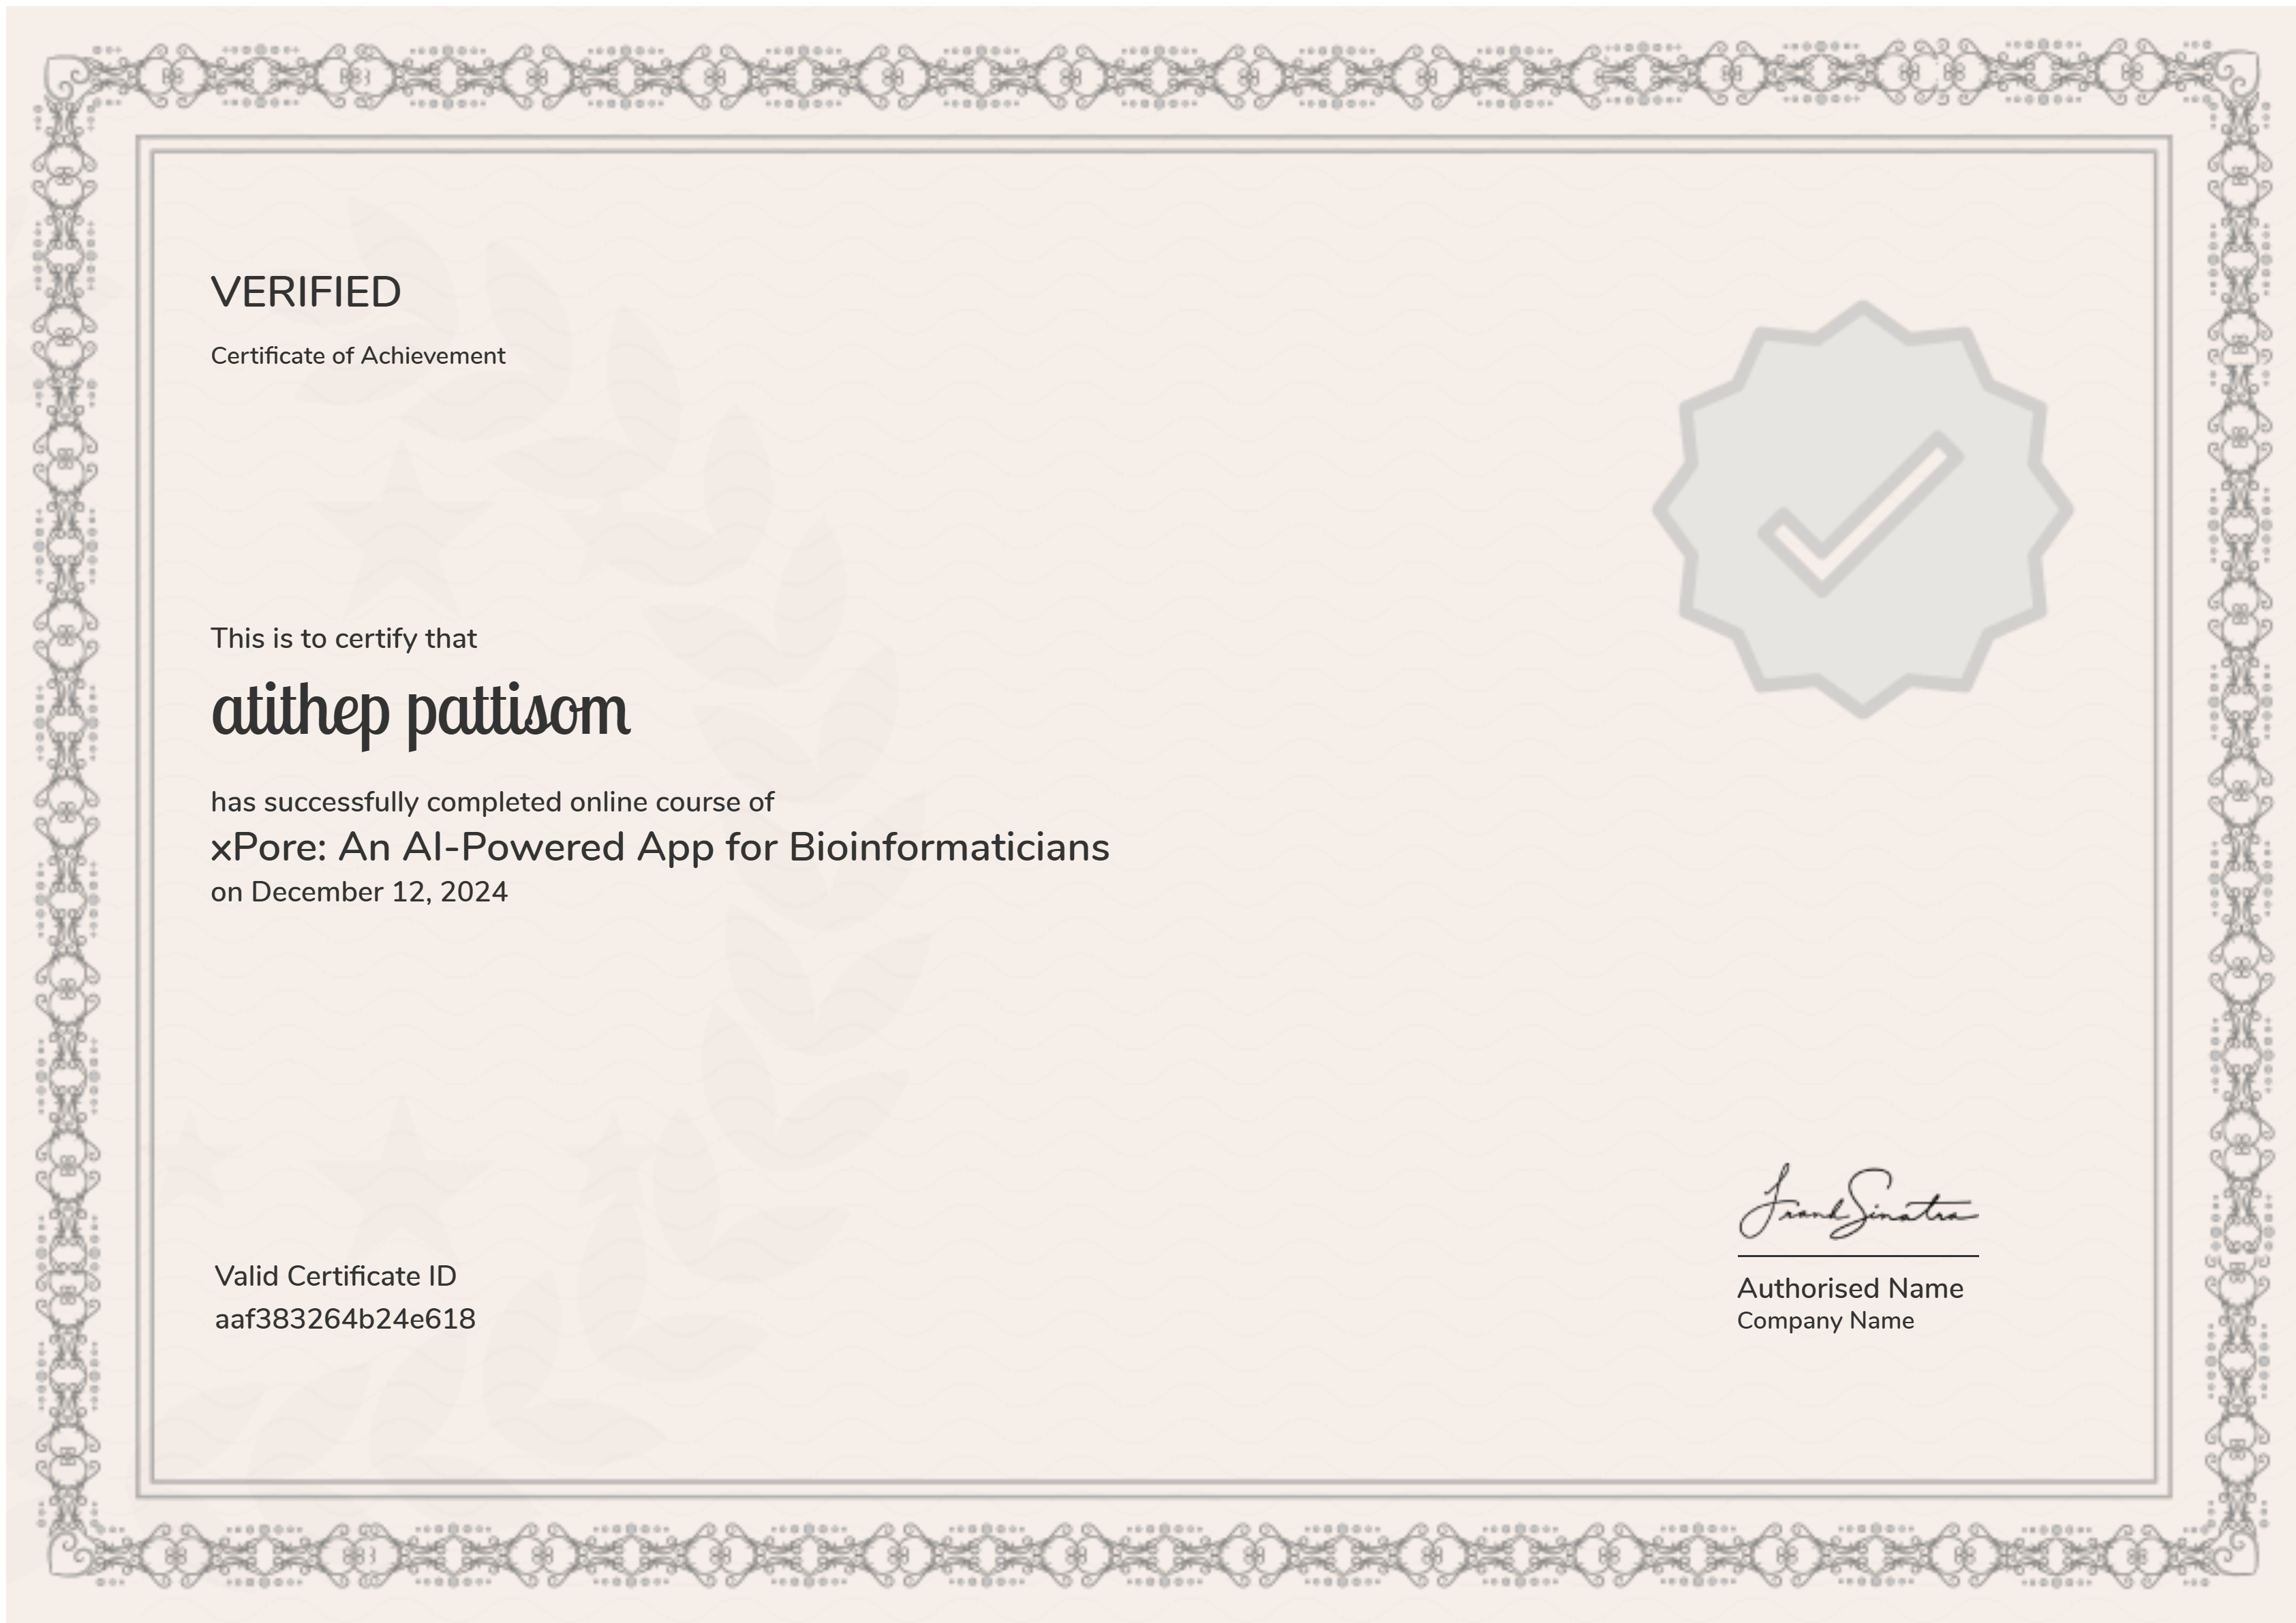 VERIFIED
Certificate of Achievement
This is to certify that
atithep pattisom
has successfully completed online course of
xPore: An AI-Powered App for Bioinformaticians
on December 12, 2024
Frank Sinatra
Valid Certificate ID
aaf383264b24e618
Authorised Name
Company Name